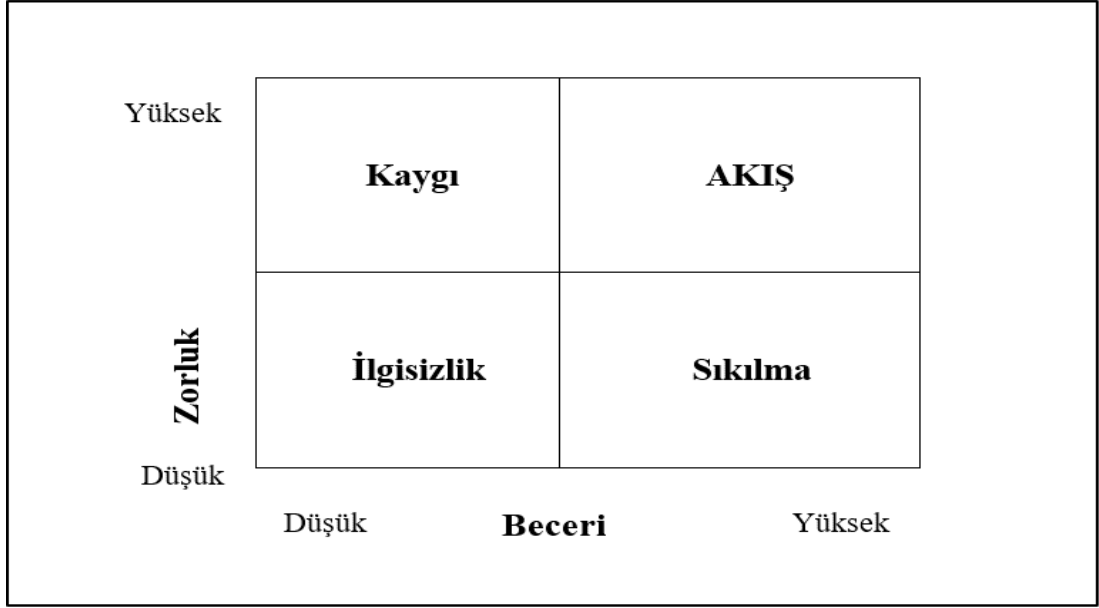 Yüksek
Kaygı
AKIŞ
Zorluk
İlgisizlik
Sıkılma
Düşük
Düşük
Beceri
Yüksek